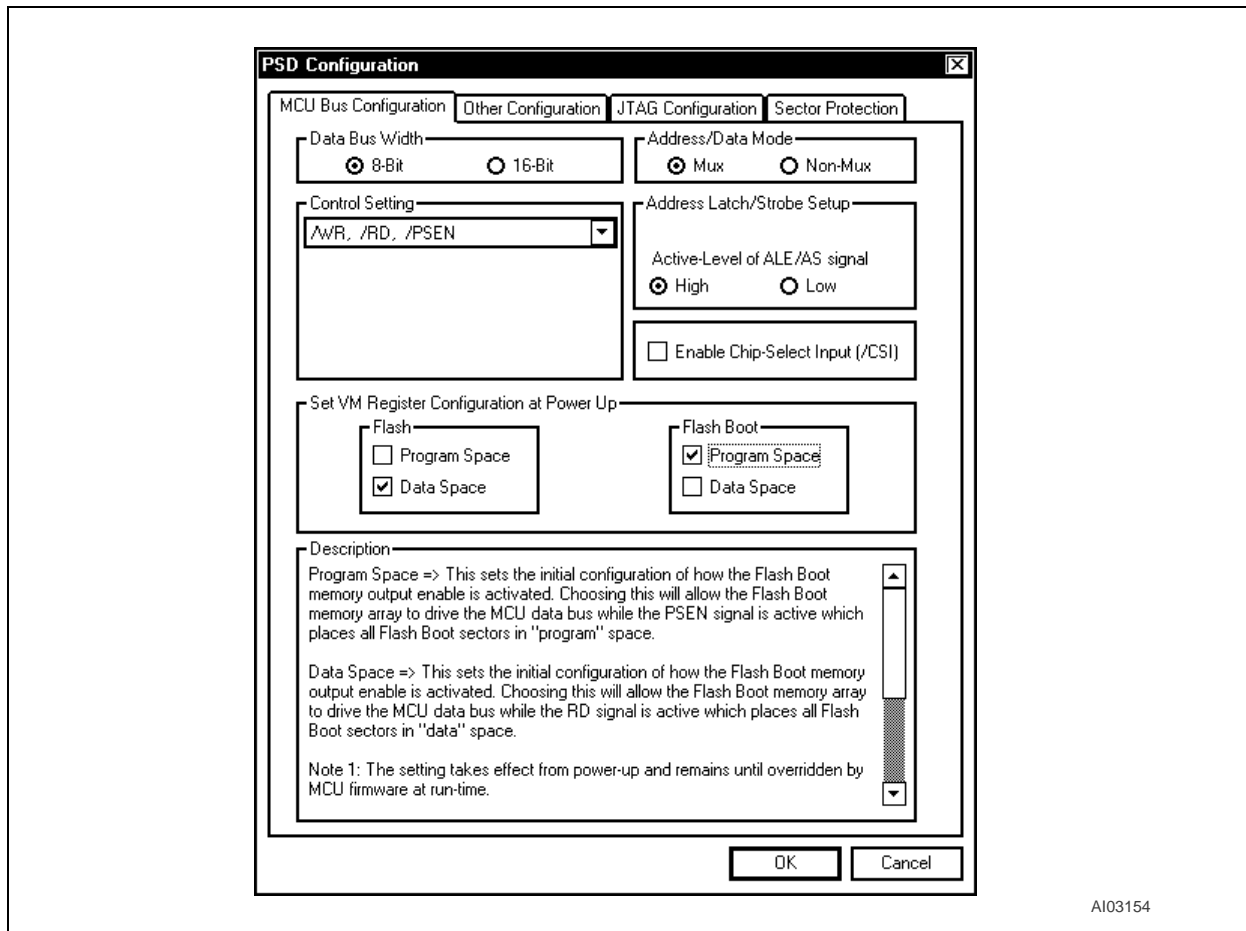 PSD Configuration
MCU Bus Configuration Other Configuration JTAG Configuration Sector Protection
Data Bus Width
8-Bit 16-Bit
Address/Data Mode
Mux Non-Mux
Control Setting
/WR, /RD, /PSEN
Address Latch/Strobe Setup
Active-Level of ALE/AS signal
High Low
Enable Chip-Select Input (/CSI)
Set VM Register Configuration at Power Up
Flash
Program Space
Data Space
Flash Boot
Program Space
Data Space
Description
Program Space => This sets the initial configuration of how the Flash Boot
memory output enable is activated. Choosing this will allow the Flash Boot
memory array to drive the MCU data bus while the PSEN signal is active which
places all Flash Boot sectors in "program" space.
Data Space => This sets the initial configuration of how the Flash Boot memory
output enable is activated. Choosing this will allow the Flash Boot memory array
to drive the MCU data bus while the RD signal is active which places all Flash
Boot sectors in "data" space.
Note 1: The setting takes effect from power-up and remains until overridden by
MCU firmware at run-time.
OK Cancel
AI03154